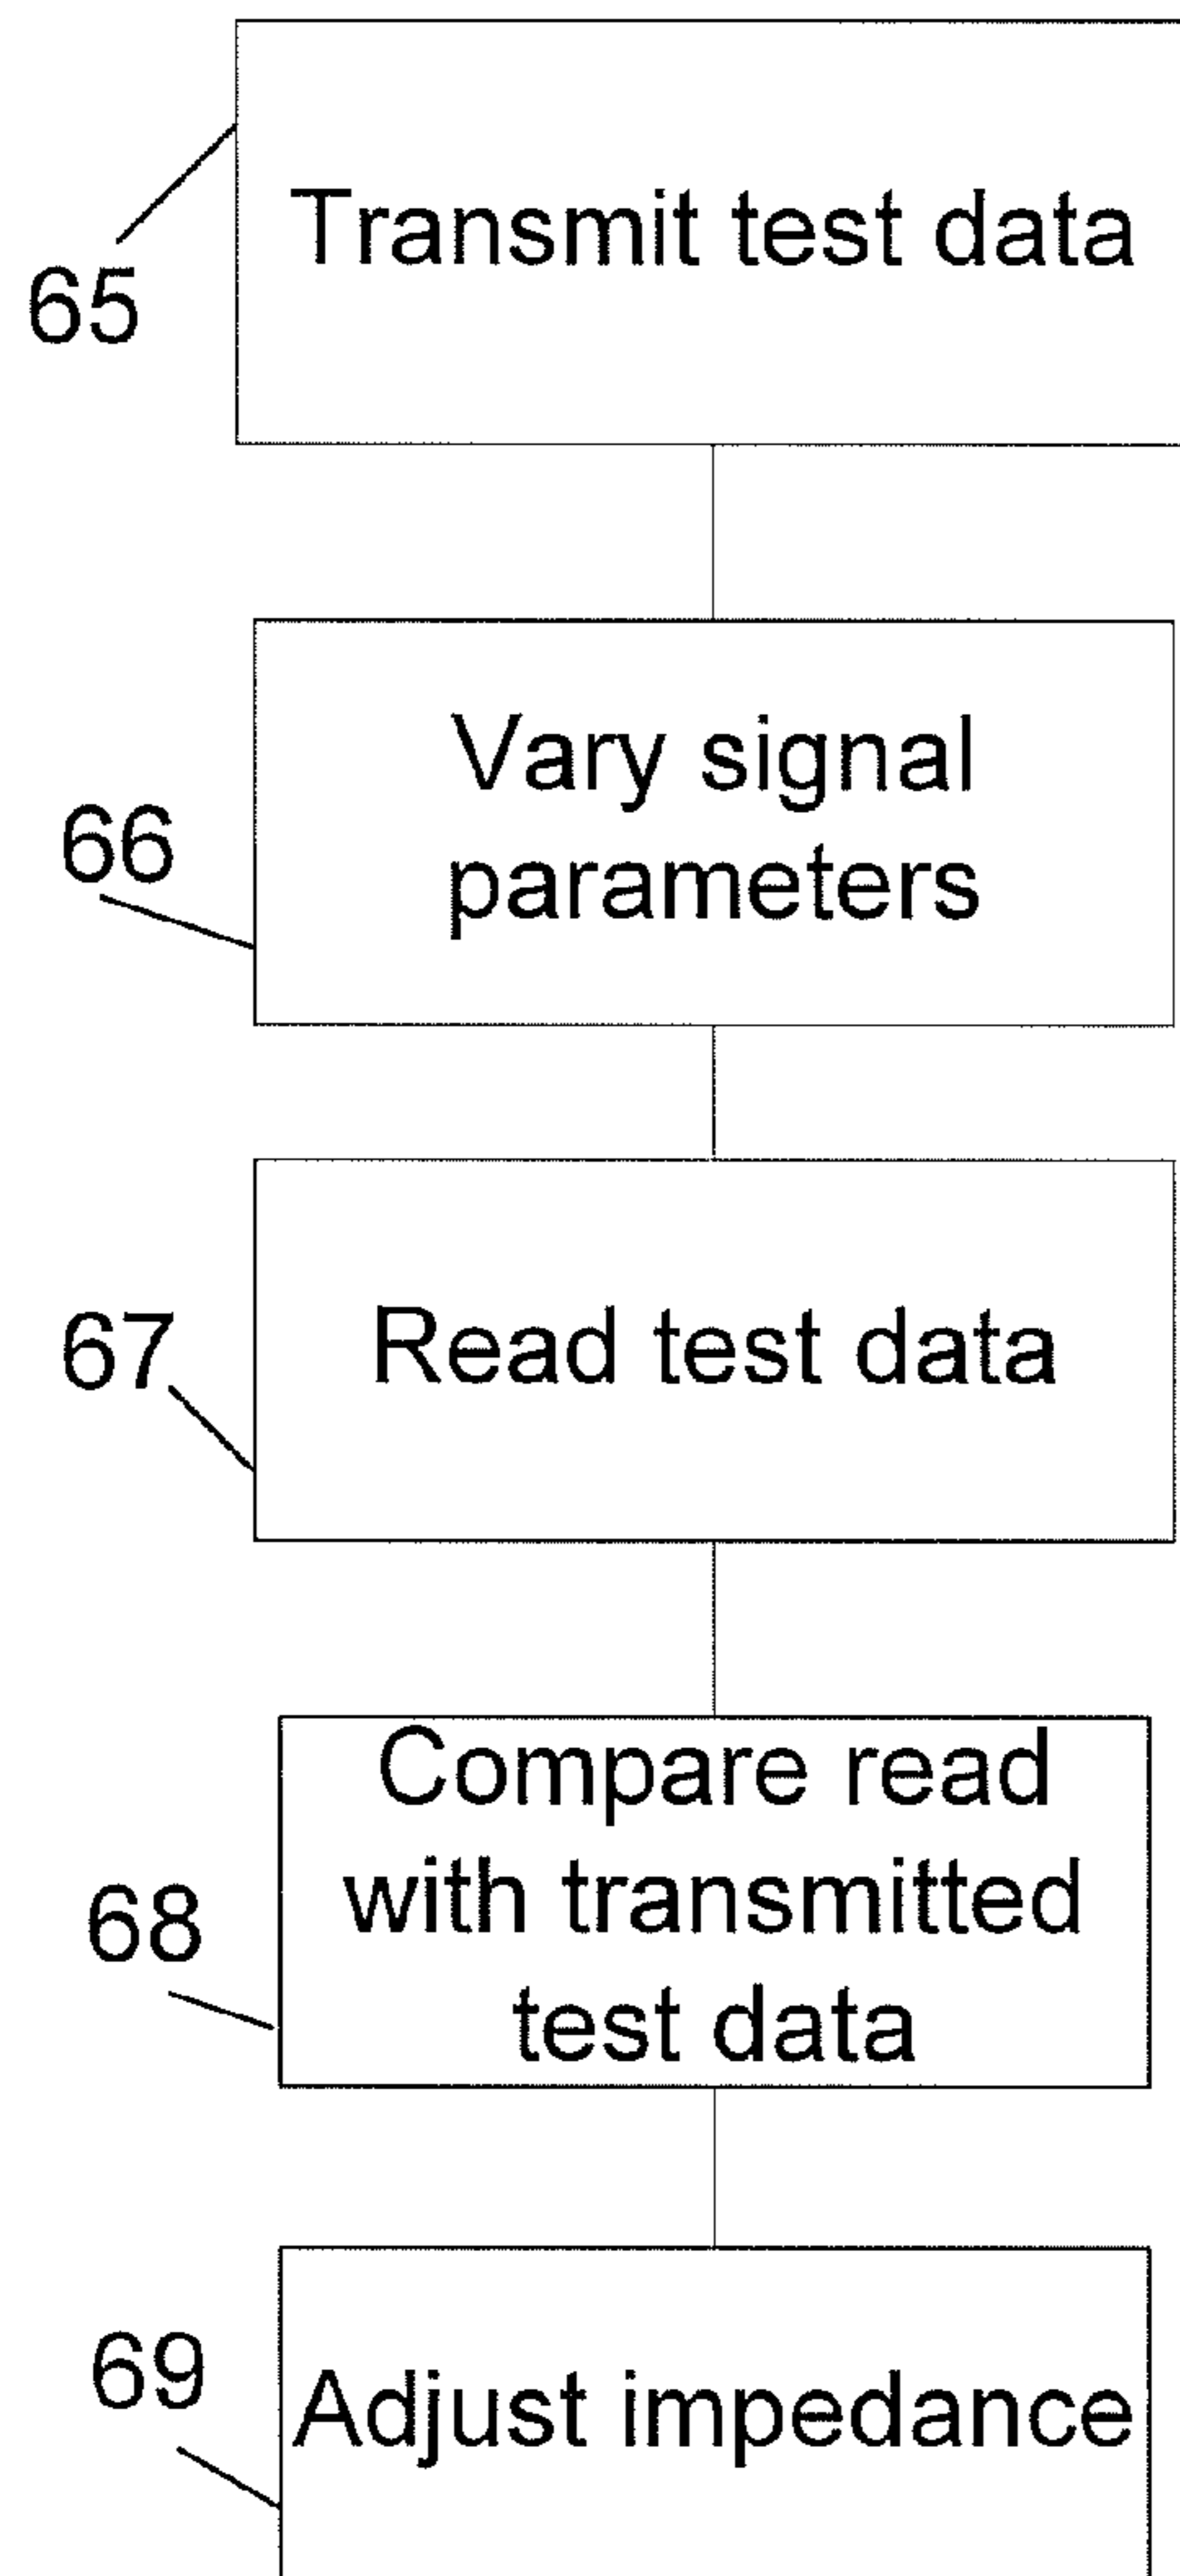 Transmit test data
65
Vary signal
parameters
66
Read test data
67
Compare read
with transmitted
test data
68
Adjust impedance
69